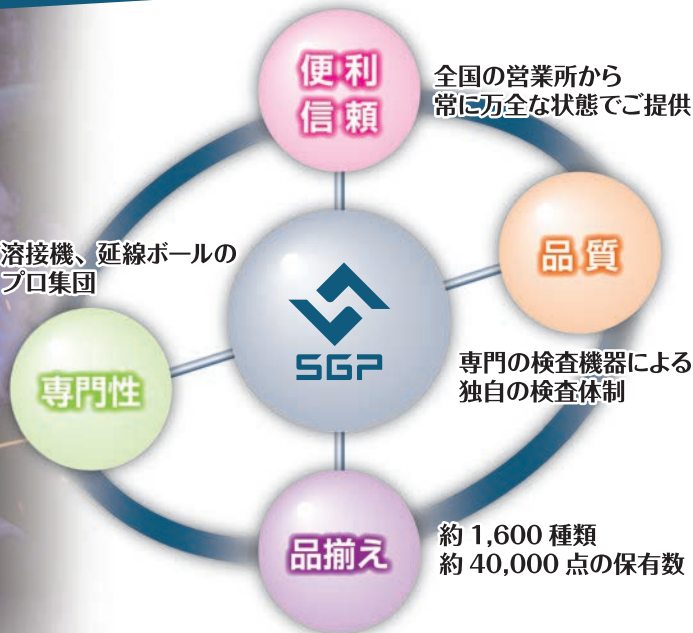 便利
信頼
全国の営業所から
常に万全な状態でご提供
品質
溶接機、延線ボールの
プロ集団
SGP
専門の検査機器による
独自の検査体制
専門性
品揃え
約 1,600 種類
約 40,000 点の保有数